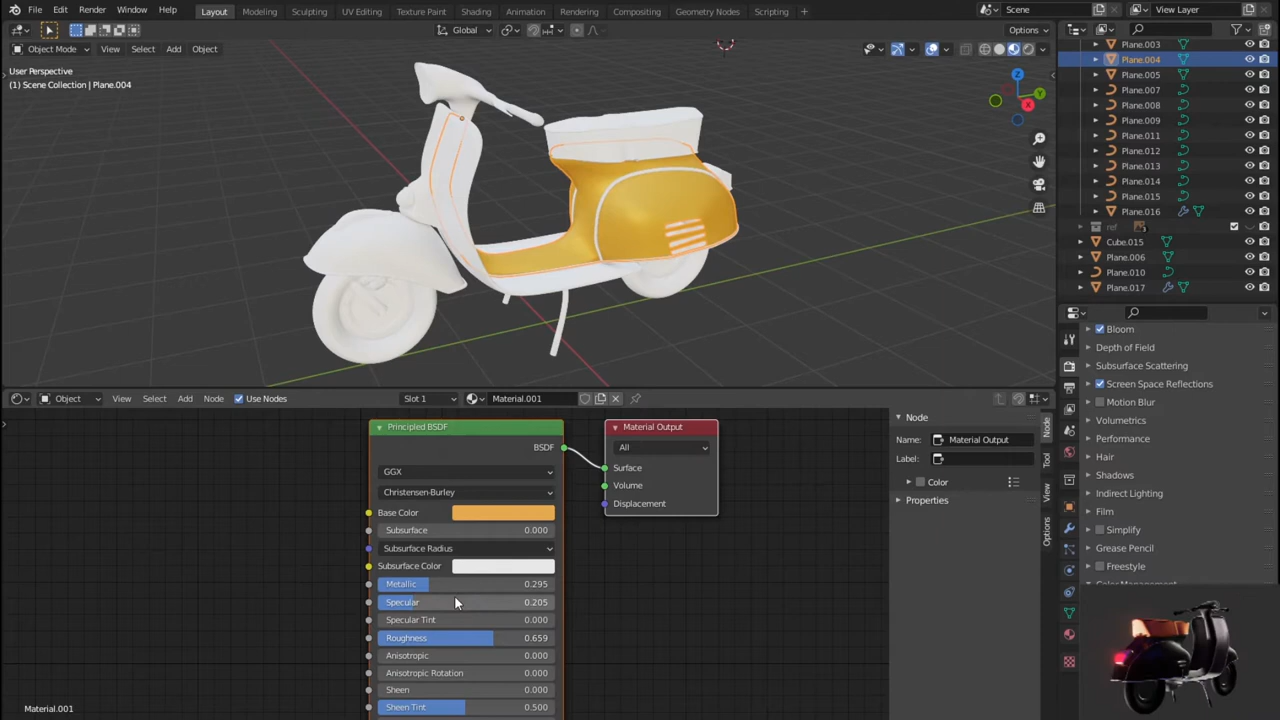 File Edit Render Window Help Layout Modeling Sculpting UV Editing Texture Paint Shading Animation Rendering Compositing Geometry Nodes Scripting + Scene View Layer
Global Options
Object Mode View Select Add Object
User Perspective
(1) Scene Collection | Plane.004
Z
Y
X
Plane.003
Plane.004
Plane.005
Plane.007
Plane.008
Plane.009
Plane.011
Plane.012
Plane.013
Plane.014
Plane.015
Plane.016
ref
Cube.015
Plane.006
Plane.010
Plane.017
Bloom
Depth of Field
Subsurface Scattering
Screen Space Reflections
Motion Blur
Volumetrics
Performance
Hair
Shadows
Indirect Lighting
Film
Simplify
Grease Pencil
Freestyle
Object View Select Add Node Use Nodes Slot 1 Material.001
Principled BSDF
BSDF
GGX
Christensen-Burley
Base Color
Subsurface 0.000
Subsurface Radius
Subsurface Color
Metallic 0.295
Specular 0.205
Specular Tint 0.000
Roughness 0.659
Anisotropic 0.000
Anisotropic Rotation 0.000
Sheen 0.000
Sheen Tint 0.500
Material Output
All
Surface
Volume
Displacement
Node
Name: Material Output
Label:
Color
Properties
Node
Tool
View
Options
Material.001